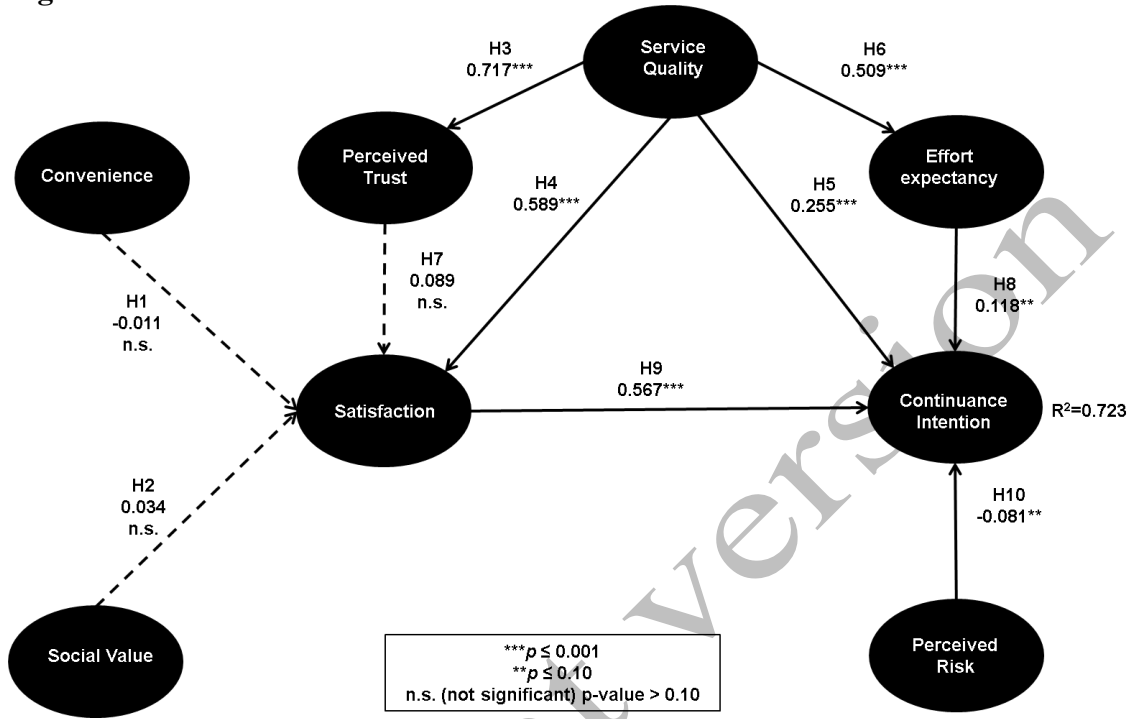 g
H3
0.717***
Service
Quality
H6
0.509***
Convenience
Perceived
Trust
Effort
expectancy
H4
0.589***
H5
0.255***
H7
0.089
n.s.
H1
-0.011
n.s.
H8
0.118**
H9
0.567***
Satisfaction
Continuance
Intention
R²=0.723
H2
0.034
n.s.
H10
-0.081**
Social Value
Perceived
Risk
***p ≤ 0.001
**p ≤ 0.10
n.s. (not significant) p-value > 0.10
version